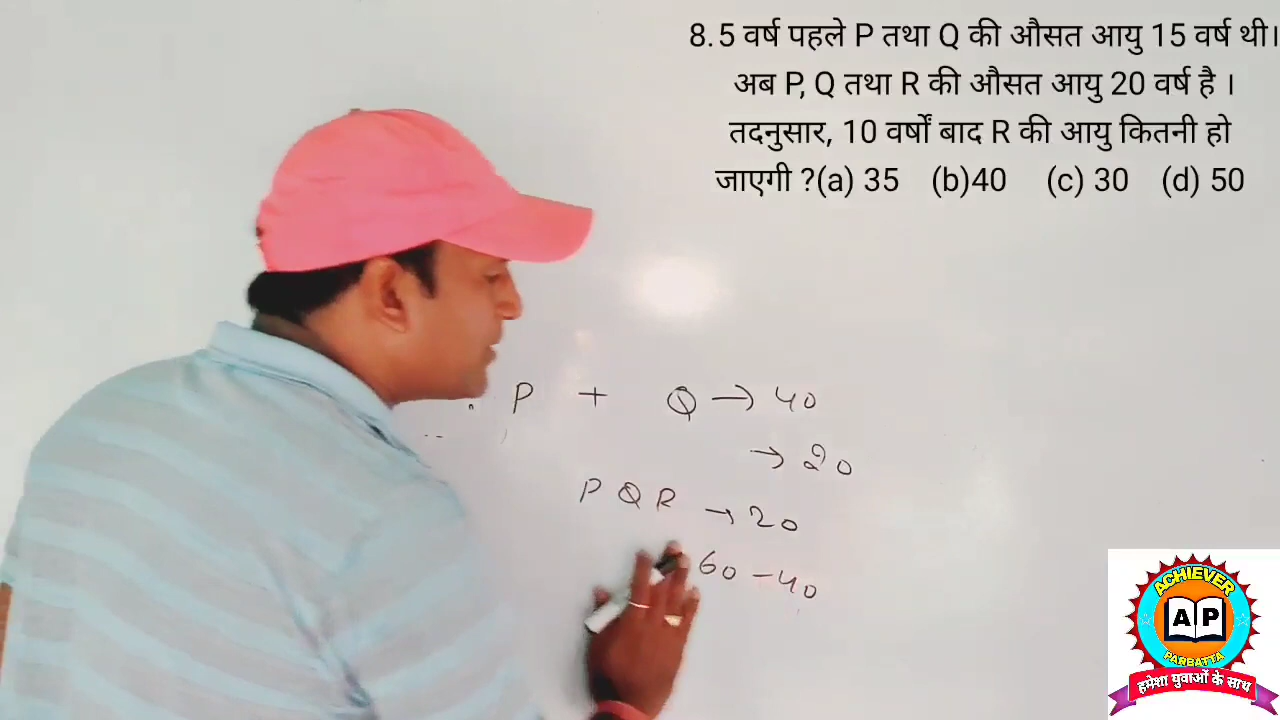 8.5 वर्ष पहले P तथा Q की औसत आयु 15 वर्ष थी।
अब P, Q तथा R की औसत आयु 20 वर्ष है ।
तदनुसार, 10 वर्षों बाद R की आयु कितनी हो
जाएगी ?(a) 35 (b)40 (c) 30 (d) 50
P + Q → 40
→ 20
P Q R → 20
60 - 40
ACHIEVER
AP
PARBATTA
हमेशा युवाओं के साथ